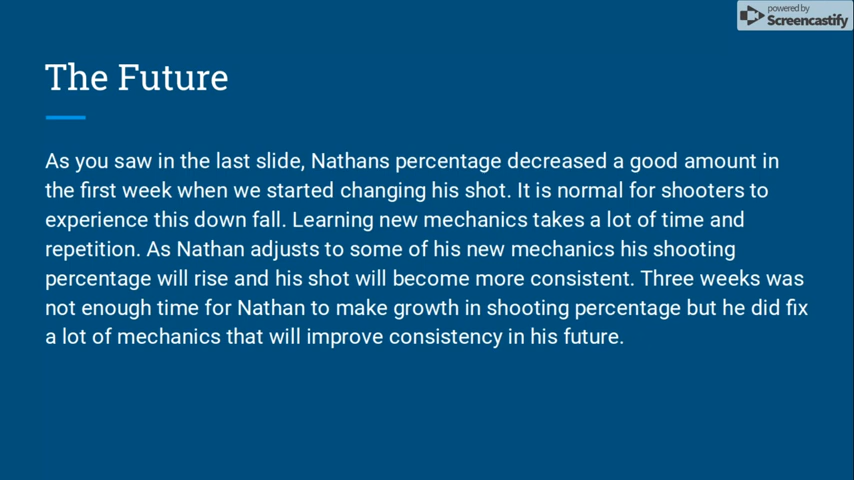 powered by
Screencastify
The Future
As you saw in the last slide, Nathans percentage decreased a good amount in
the first week when we started changing his shot. It is normal for shooters to
experience this down fall. Learning new mechanics takes a lot of time and
repetition. As Nathan adjusts to some of his new mechanics his shooting
percentage will rise and his shot will become more consistent. Three weeks was
not enough time for Nathan to make growth in shooting percentage but he did fix
a lot of mechanics that will improve consistency in his future.